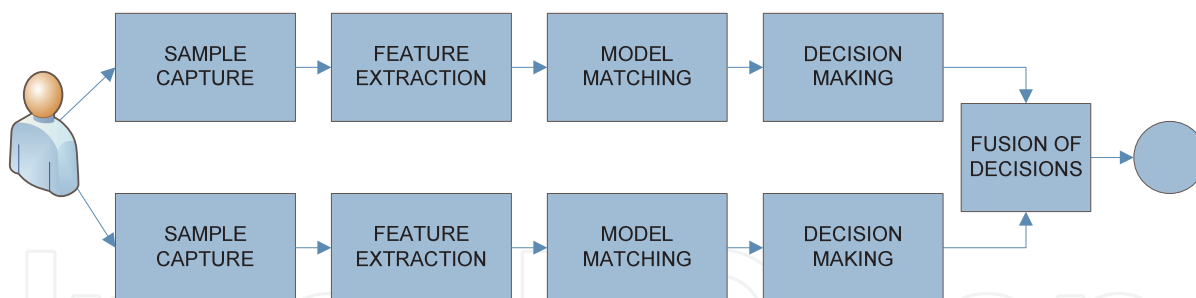 SAMPLE
CAPTURE
FEATURE
EXTRACTION
MODEL
MATCHING
DECISION
MAKING
FUSION OF
DECISIONS
SAMPLE
CAPTURE
FEATURE
EXTRACTION
MODEL
MATCHING
DECISION
MAKING